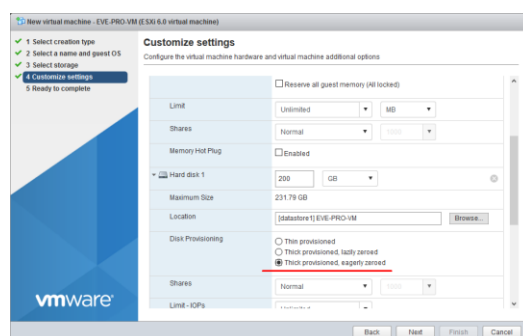 New virtual machine - EVE-PRO-VM (ESXi 6.0 virtual machine)
1 Select creation type
2 Select a name and guest OS
3 Select storage
4 Customize settings
5 Ready to complete
Customize settings
Configure the virtual machine hardware and virtual machine additional options
Reserve all guest memory (All locked)
Limit
Unlimited
MB
Shares
Normal
1000
Memory Hot Plug
Enabled
Hard disk 1
200
GB
Maximum Size
231.79 GB
Location
[datastore1] EVE-PRO-VM
Browse...
Disk Provisioning
Thin provisioned
Thick provisioned, lazily zeroed
Thick provisioned, eagerly zeroed
Shares
Normal
1000
Limit - IOPs
Unlimited
vmware
Back
Next
Finish
Cancel